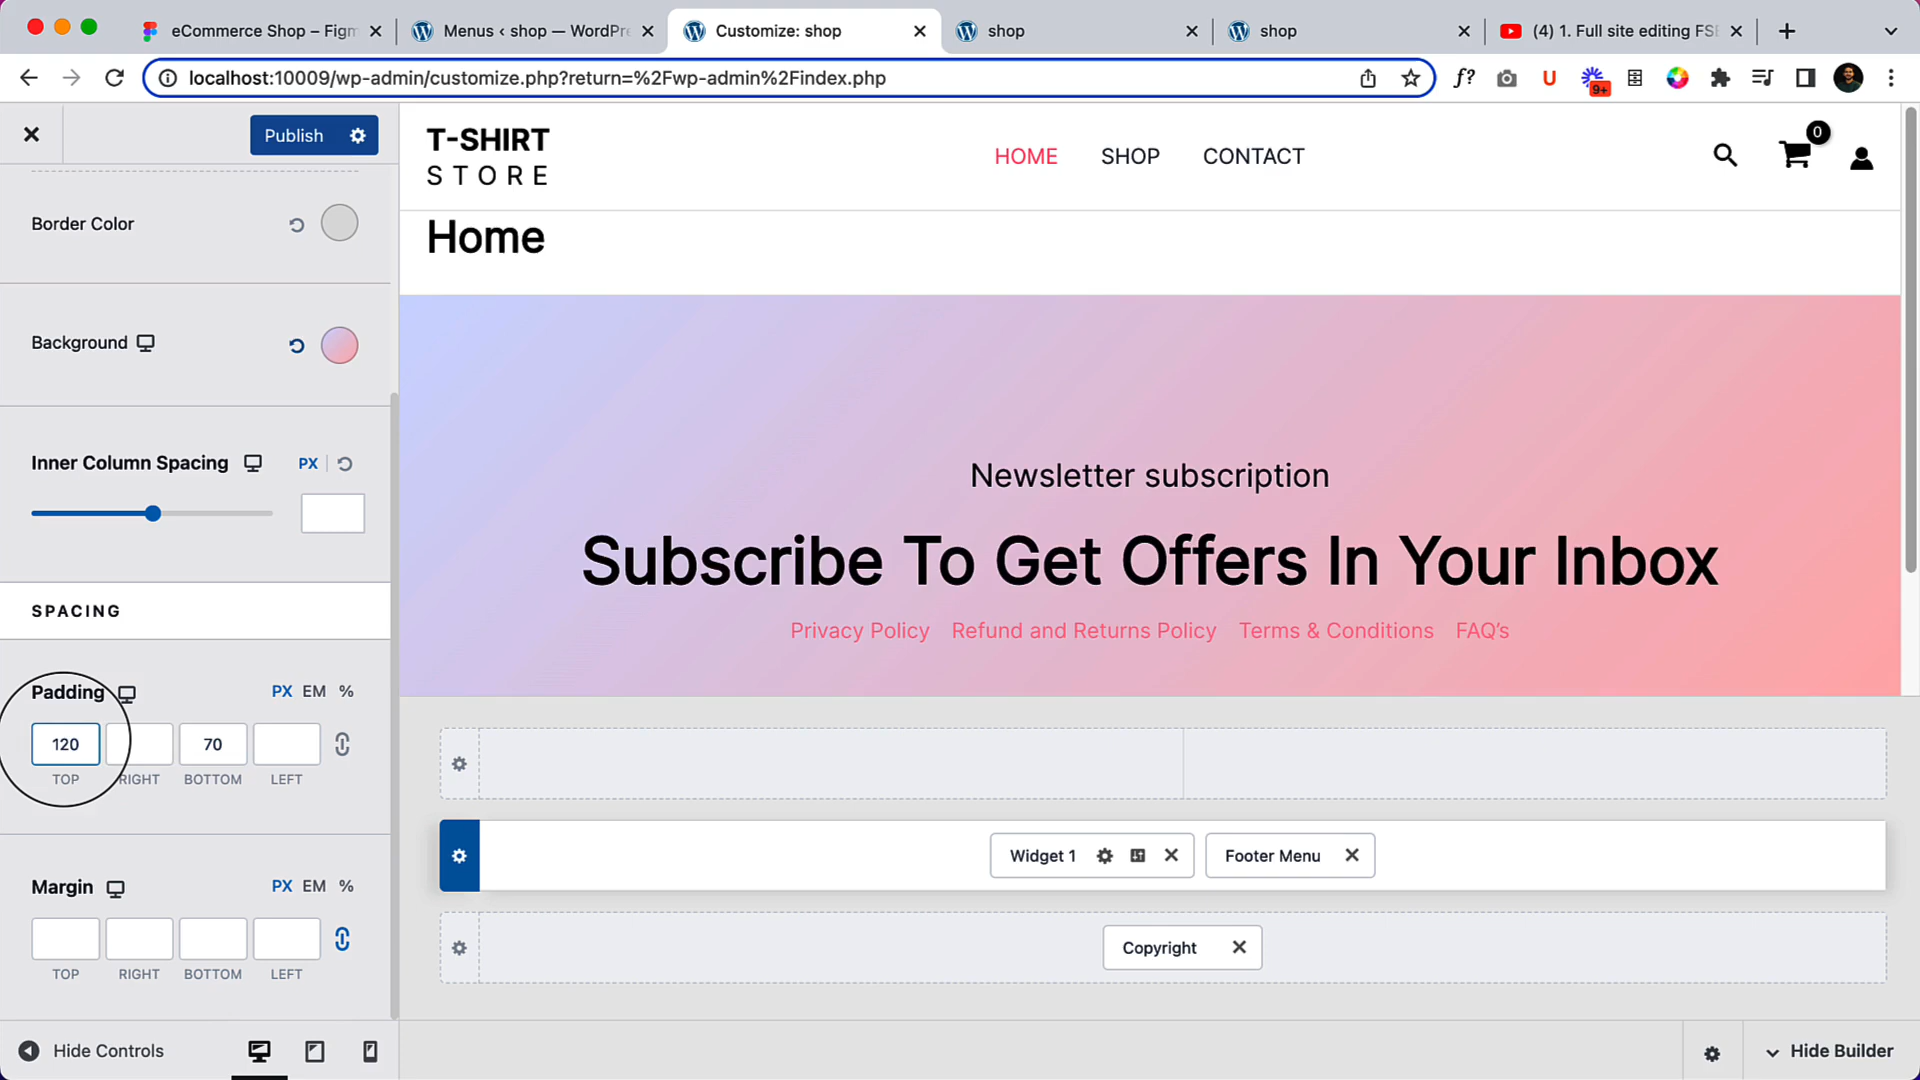 eCommerce Shop – Figm
Menus ‹ shop — WordPre
Customize: shop
shop
shop
(4) 1. Full site editing FSE
localhost:10009/wp-admin/customize.php?return=%2Fwp-admin%2Findex.php
f?
U
9+
Publish
T-SHIRT
STORE
HOME
SHOP
CONTACT
0
Border Color
Home
Background
Inner Column Spacing
PX
Newsletter subscription
Subscribe To Get Offers In Your Inbox
Privacy Policy
Refund and Returns Policy
Terms & Conditions
FAQ's
SPACING
Padding
PX EM %
120
70
TOP
RIGHT
BOTTOM
LEFT
Margin
PX EM %
TOP
RIGHT
BOTTOM
LEFT
Widget 1
Footer Menu
Copyright
Hide Controls
Hide Builder